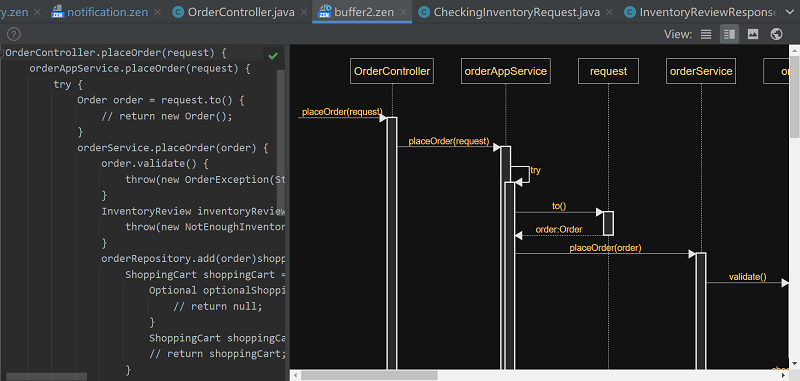 ry.zen notification.zen OrderController.java buffer2.zen CheckingInventoryRequest.java InventoryReviewResponse
View:
OrderController.placeOrder(request) {
orderAppService.placeOrder(request) {
try {
Order order = request.to() {
// return new Order();
}
orderService.placeOrder(order) {
order.validate() {
throw(new OrderException(St
}
InventoryReview inventoryReview
throw(new NotEnoughInventor
}
orderRepository.add(order)shopp
ShoppingCart shoppingCart =
Optional optionalShoppi
// return null;
}
ShoppingCart shoppingCa
// return shoppingCart;
}
OrderController orderAppService request orderService
placeOrder(request)
placeOrder(request)
try
to()
order:Order
placeOrder(order)
validate()